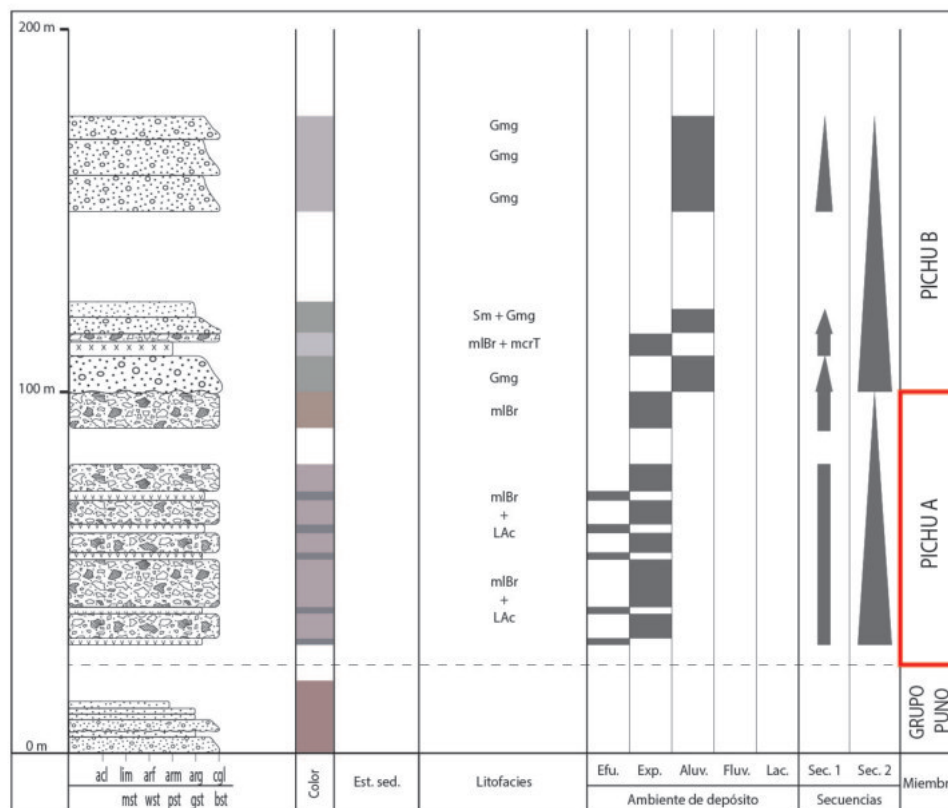 200 m
Gmg
Gmg
Gmg
PICHU B
Sm + Gmg
mlBr + mcrT
Gmg
100 m
mlBr
PICHU A
mlBr
+
LAc
mlBr
+
LAc
GRUPO
PUNO
0 m
acl lim arf arm arg cgl
mst wst pst gst bst
Color
Est. sed.
Litofacies
Efu. Exp. Aluv. Fluv. Lac.
Ambiente de depósito
Sec. 1 Sec. 2
Secuencias
Miembr